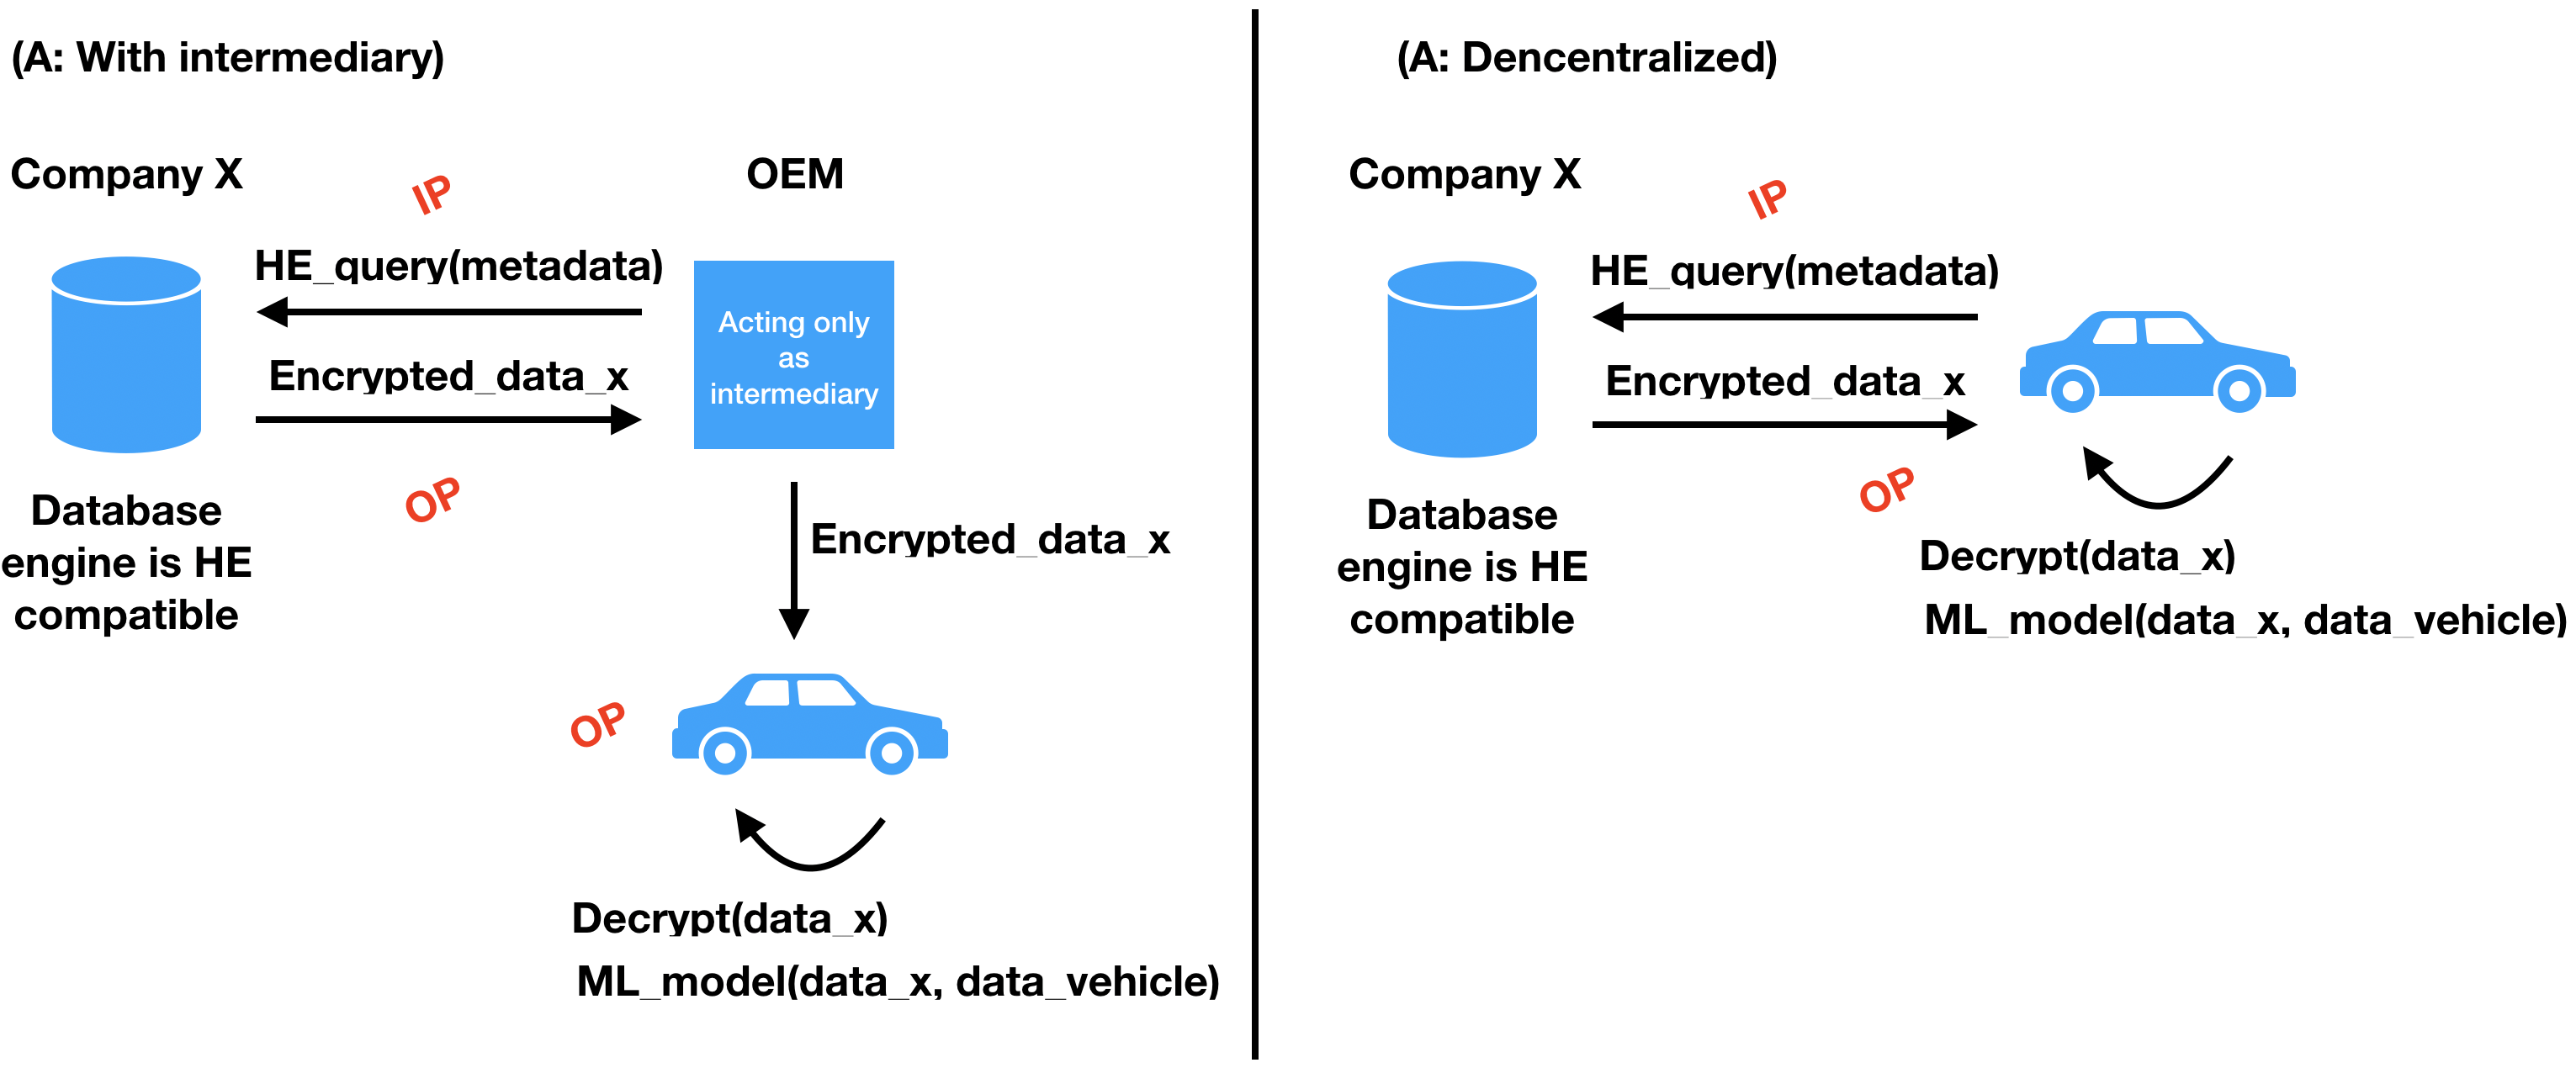 (A: With intermediary)
Company X
IP
OEM
HE_query(metadata)
Acting only
as
intermediary
Encrypted_data_x
OP
Database
engine is HE
compatible
Encrypted_data_x
OP
Decrypt(data_x)
ML_model(data_x, data_vehicle)
(A: Dencentralized)
Company X
IP
HE_query(metadata)
Encrypted_data_x
OP
Database
engine is HE
compatible
Decrypt(data_x)
ML_model(data_x, data_vehicle)